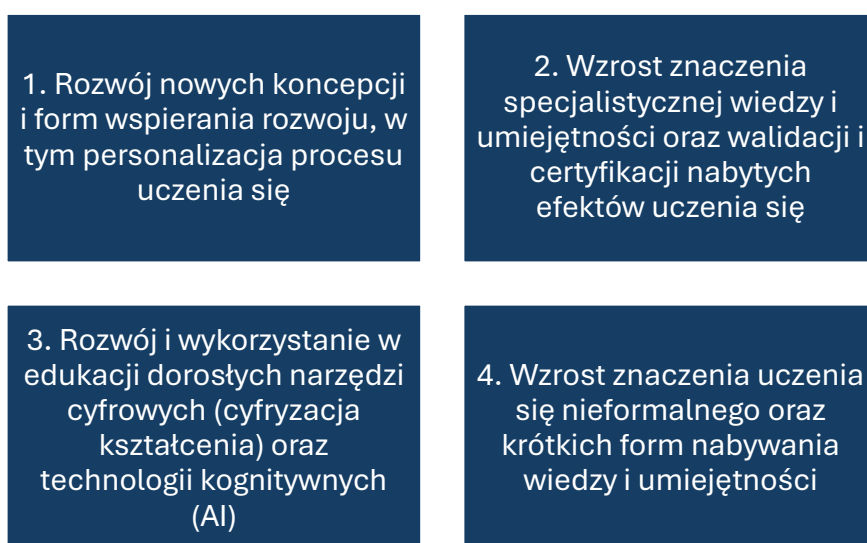 1. Rozwój nowych koncepcji
i form wspierania rozwoju, w
tym personalizacja procesu
uczenia się
2. Wzrost znaczenia
specjalistycznej wiedzy i
umiejętności oraz walidacji i
certyfikacji nabytych
efektów uczenia się
3. Rozwój i wykorzystanie w
edukacji dorosłych narzędzi
cyfrowych (cyfryzacja
kształcenia) oraz
technologii kognitywnych
(AI)
4. Wzrost znaczenia uczenia
się nieformalnego oraz
krótkich form nabywania
wiedzy i umiejętności